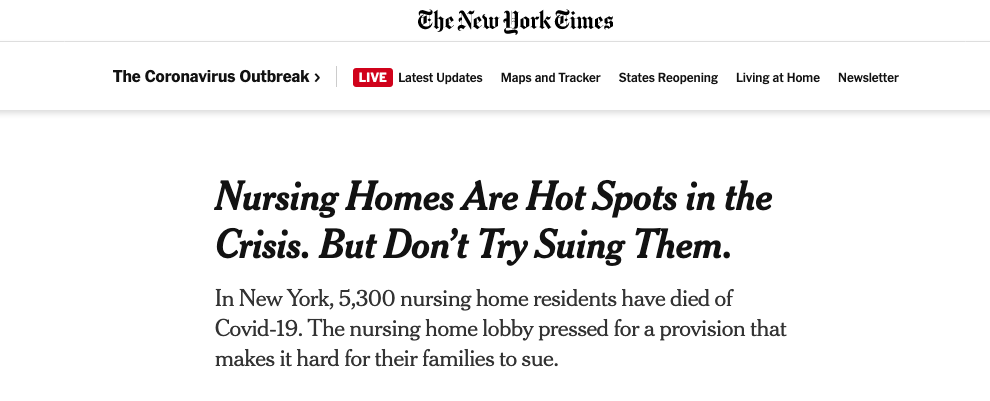 The New York Times
The Coronavirus Outbreak › LIVE Latest Updates Maps and Tracker States Reopening Living at Home Newsletter
Nursing Homes Are Hot Spots in the
Crisis. But Don’t Try Suing Them.
In New York, 5,300 nursing home residents have died of
Covid-19. The nursing home lobby pressed for a provision that
makes it hard for their families to sue.